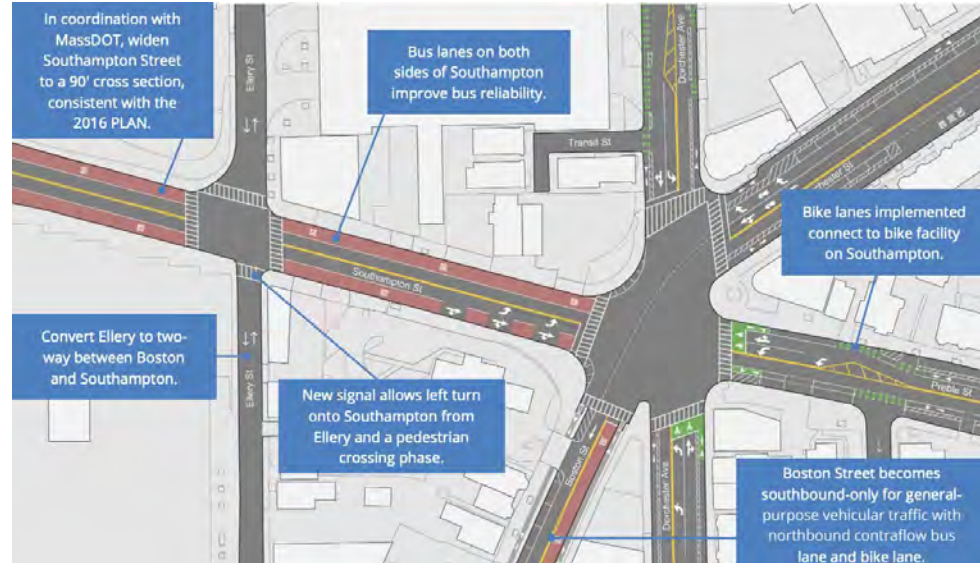 In coordination with
MassDOT, widen
Southampton Street
to a 90' cross section,
consistent with the
2016 PLAN.
Ellery St
Bus lanes on both
sides of Southampton
improve bus reliability.
Dorchester Ave
Transit St
Bike lanes implemented
connect to bike facility
on Southampton.
Southampton St
Convert Ellery to two-
way between Boston
and Southampton.
Ellery St
New signal allows left turn
onto Southampton from
Ellery and a pedestrian
crossing phase.
Preble St
Boston St
Dorchester Ave
Boston Street becomes
southbound-only for general-
purpose vehicular traffic with
northbound contraflow bus
lane and bike lane.